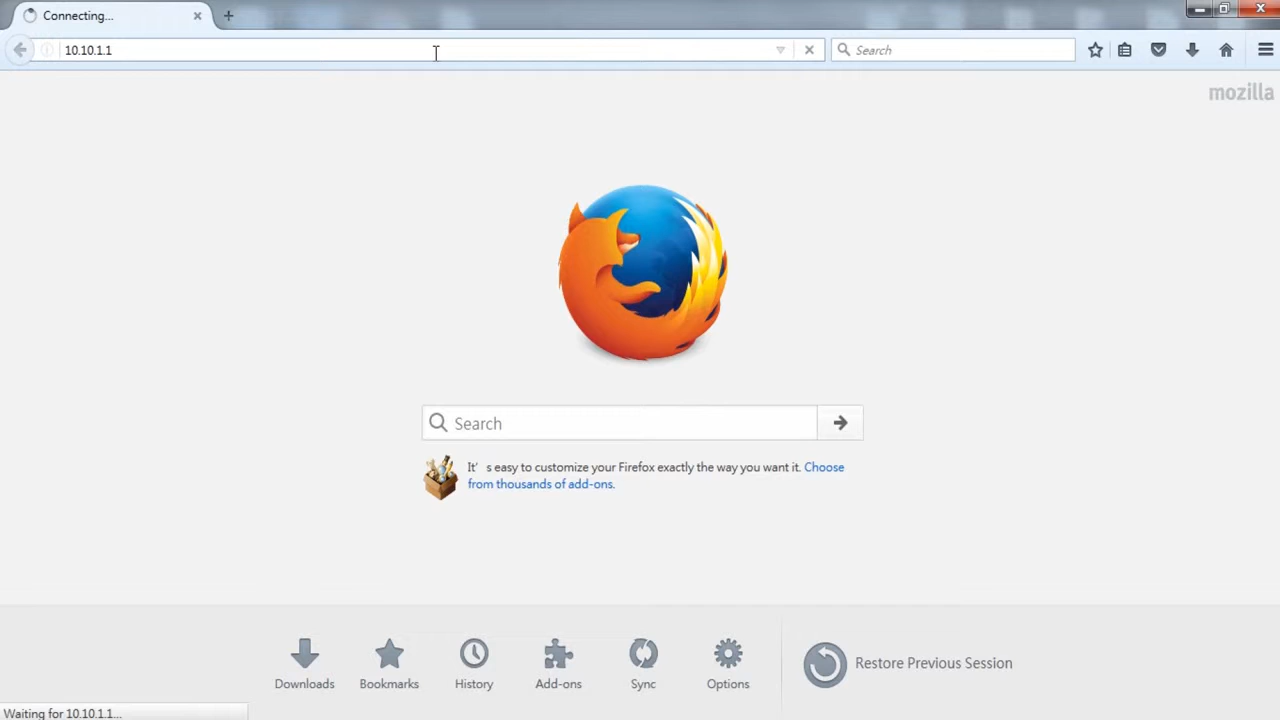 Connecting...
10.10.1.1
Search
mozilla
Search
It's easy to customize your Firefox exactly the way you want it. Choose
from thousands of add-ons.
Downloads
Bookmarks
History
Add-ons
Sync
Options
Restore Previous Session
Waiting for 10.10.1.1...